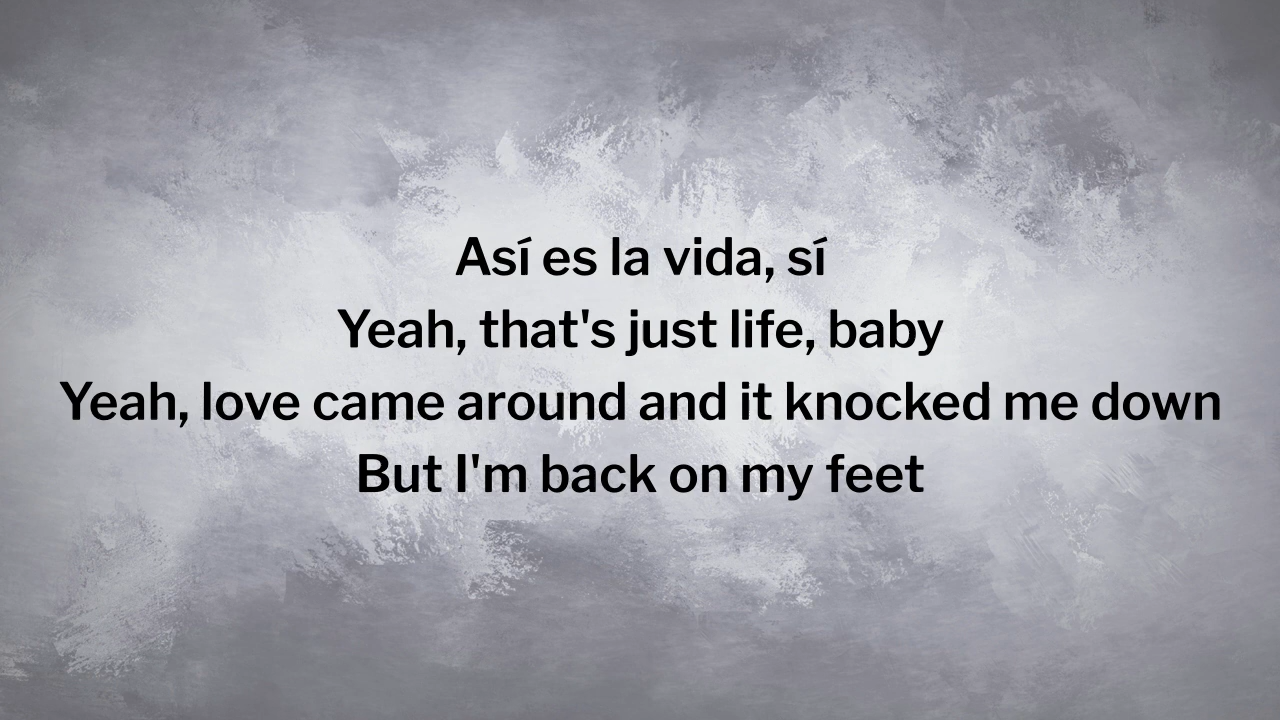 Así es la vida, sí
Yeah, that's just life, baby
Yeah, love came around and it knocked me down
But I'm back on my feet